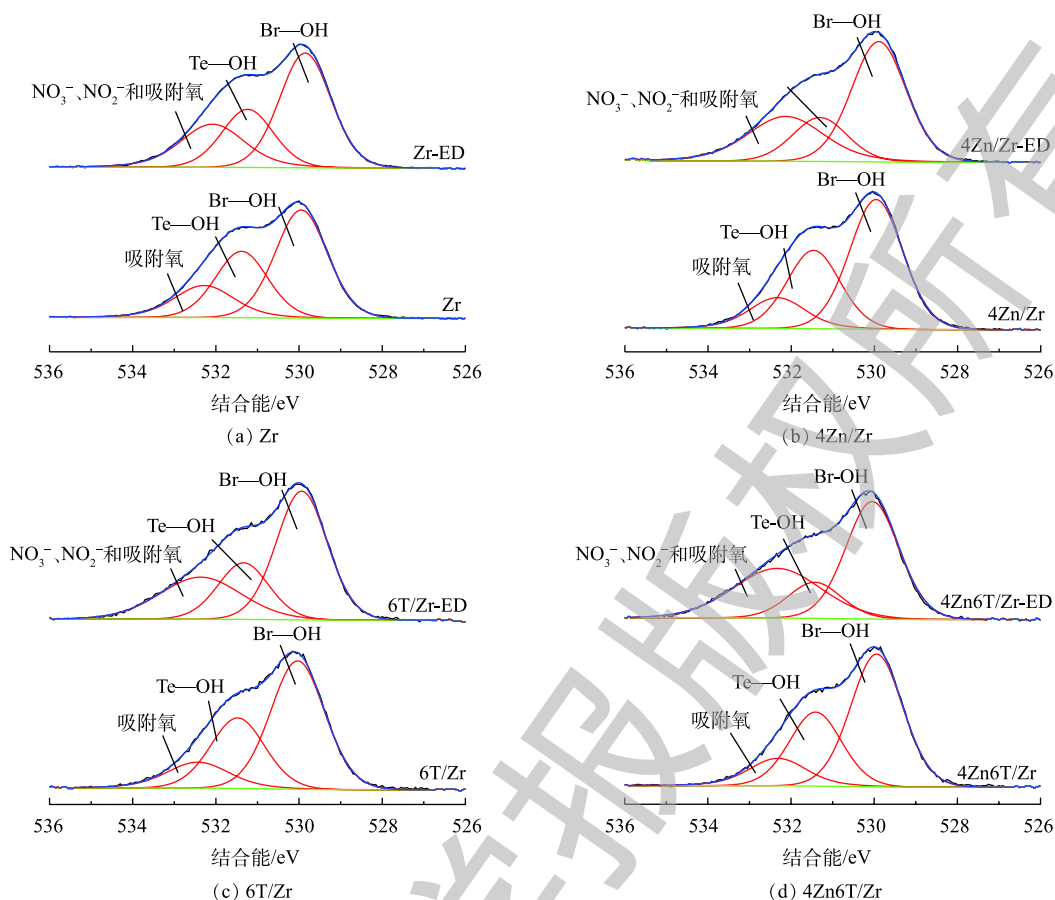 Br—OH
Te—OH
NO₃⁻、NO₂⁻和吸附氧
Zr-ED
Br—OH
Te—OH
吸附氧
Zr
536 534 532 530 528 526
结合能/eV
(a) Zr
Br—OH
NO₃⁻、NO₂⁻和吸附氧
4Zn/Zr-ED
Br—OH
Te—OH
吸附氧
4Zn/Zr
536 534 532 530 528 526
结合能/eV
(b) 4Zn/Zr
Br—OH
Te—OH
NO₃⁻、NO₂⁻和吸附氧
6T/Zr-ED
Br—OH
Te—OH
吸附氧
6T/Zr
536 534 532 530 528 526
结合能/eV
(c) 6T/Zr
Br-OH
Te-OH
NO₃⁻、NO₂⁻和吸附氧
4Zn6T/Zr-ED
Br—OH
Te—OH
吸附氧
4Zn6T/Zr
536 534 532 530 528 526
结合能/eV
(d) 4Zn6T/Zr
学报版权所有